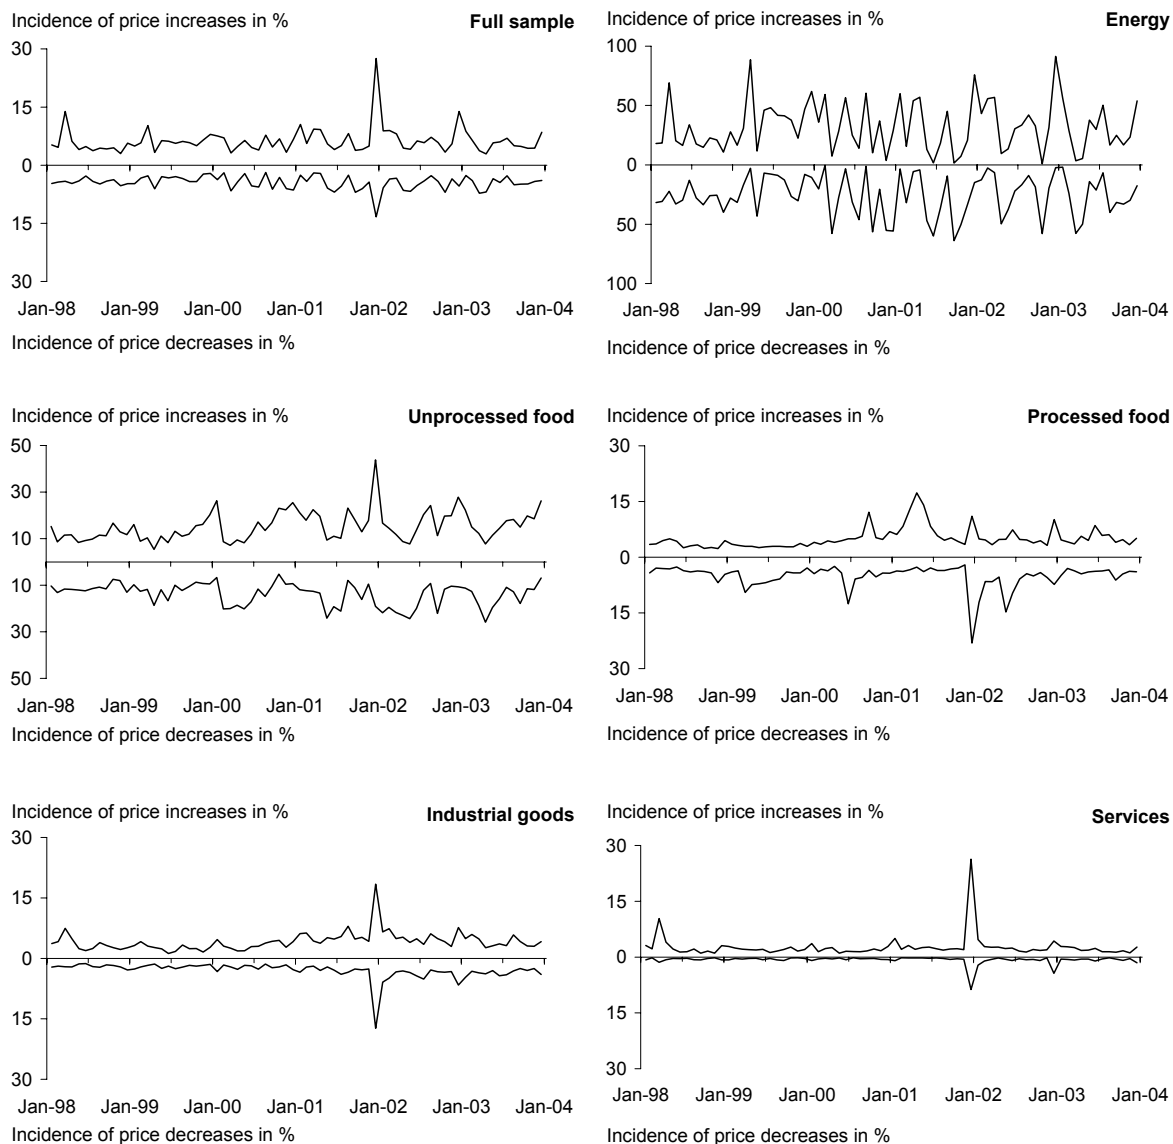 Incidence of price increases in % Full sample
30
15
0
0
15
30
Jan-98 Jan-99 Jan-00 Jan-01 Jan-02 Jan-03 Jan-04
Incidence of price decreases in %
Incidence of price increases in % Energy
100
50
0
0
50
100
Jan-98 Jan-99 Jan-00 Jan-01 Jan-02 Jan-03 Jan-04
Incidence of price decreases in %
Incidence of price increases in % Unprocessed food
50
30
10
10
30
50
Jan-98 Jan-99 Jan-00 Jan-01 Jan-02 Jan-03 Jan-04
Incidence of price decreases in %
Incidence of price increases in % Processed food
30
15
0
0
15
30
Jan-98 Jan-99 Jan-00 Jan-01 Jan-02 Jan-03 Jan-04
Incidence of price decreases in %
Incidence of price increases in % Industrial goods
30
15
0
0
15
30
Jan-98 Jan-99 Jan-00 Jan-01 Jan-02 Jan-03 Jan-04
Incidence of price decreases in %
Incidence of price increases in % Services
30
15
0
0
15
30
Jan-98 Jan-99 Jan-00 Jan-01 Jan-02 Jan-03 Jan-04
Incidence of price decreases in %